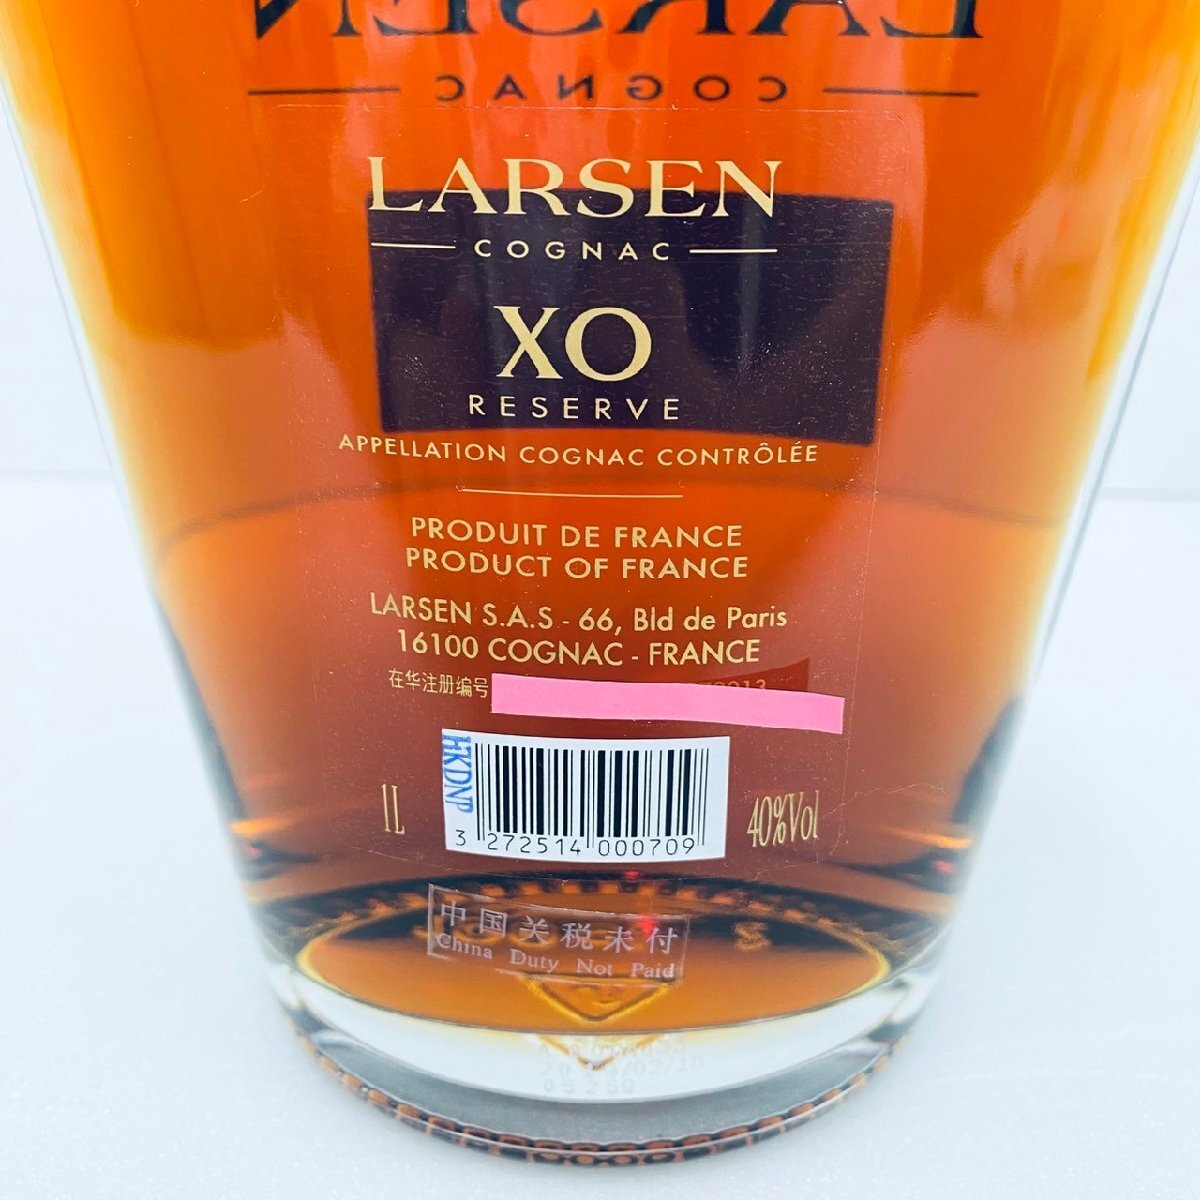 LARSEN
COGNAC
LARSEN
COGNAC
XO
RESERVE
APPELLATION COGNAC CONTRÔLÉE
PRODUIT DE FRANCE
PRODUCT OF FRANCE
LARSEN S.A.S - 66, Bld de Paris
16100 COGNAC - FRANCE
在华注册编号
HKDNP
1L
40%Vol
3 272514 000709
中国关税未付
China Duty Not Paid